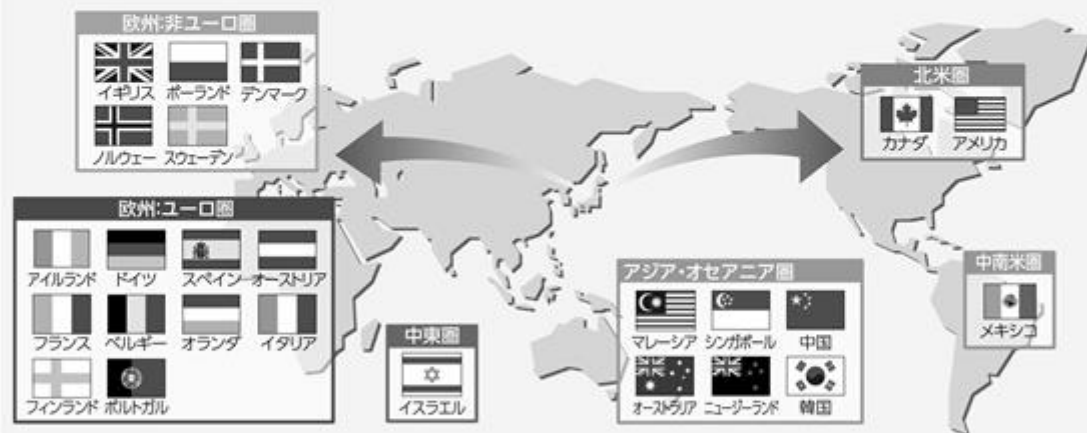 欧州:非ユーロ圏
イギリス ポーランド デンマーク
ノルウェー スウェーデン
欧州:ユーロ圏
アイルランド ドイツ スペイン オーストリア
フランス ベルギー オランダ イタリア
フィンランド ポルトガル
中東圏
イスラエル
アジア・オセアニア圏
マレーシア シンガポール 中国
オーストラリア ニュージーランド 韓国
北米圏
カナダ アメリカ
中南米圏
メキシコ